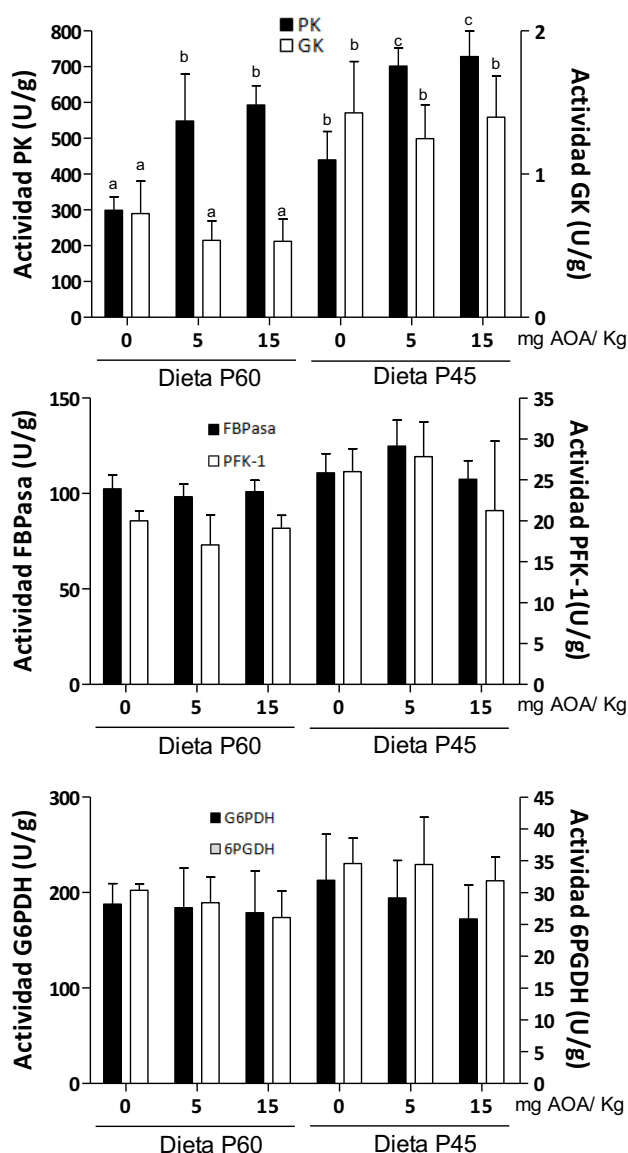 PK
GK
Actividad PK (U/g)
800
700
600
500
400
300
200
100
0
a
a
b
a
b
a
b
b
c
b
c
b
2
1
0
Actividad GK (U/g)
0 5 15 0 5 15 mg AOA/ Kg
Dieta P60 Dieta P45
FBPasa
PFK-1
Actividad FBPasa (U/g)
150
100
50
0
35
30
25
20
15
10
5
0
Actividad PFK-1(U/g)
0 5 15 0 5 15 mg AOA/ Kg
Dieta P60 Dieta P45
G6PDH
6PGDH
Actividad G6PDH (U/g)
300
200
100
0
45
40
35
30
25
20
15
10
5
0
Actividad 6PGDH (U/g)
0 5 15 0 5 15 mg AOA/ Kg
Dieta P60 Dieta P45